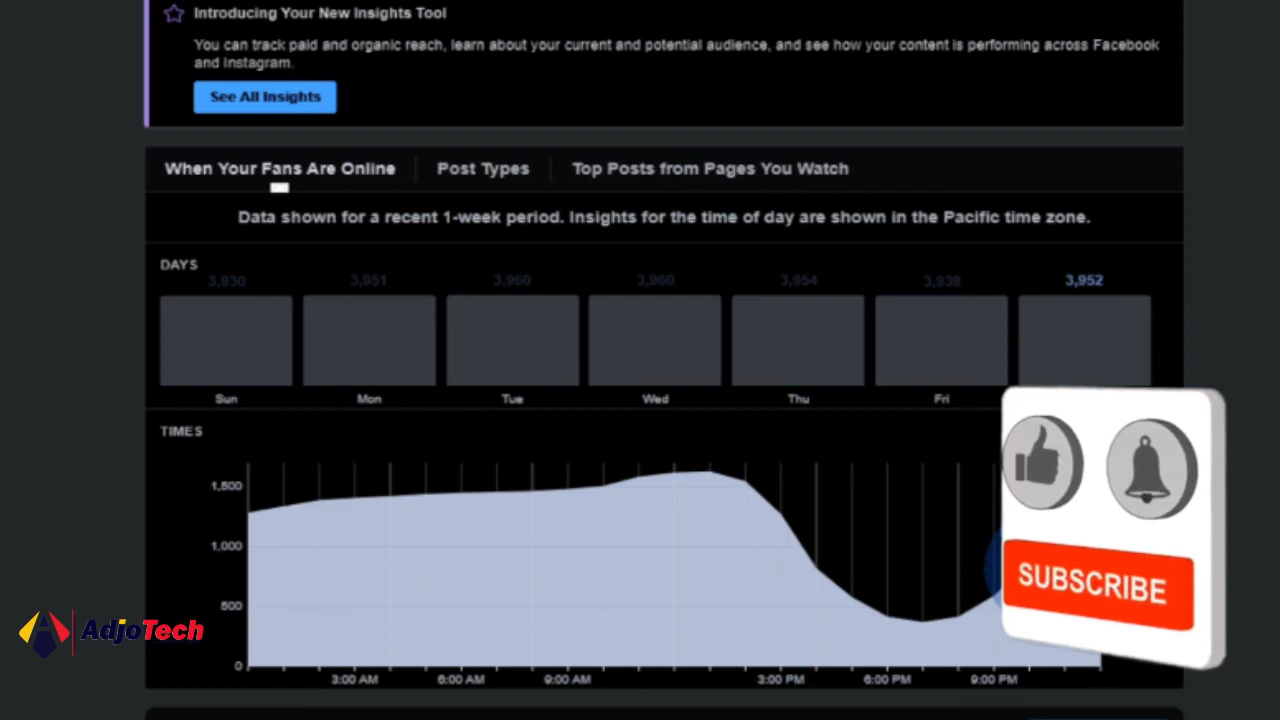 Introducing Your New Insights Tool
You can track paid and organic reach, learn about your current and potential audience, and see how your content is performing across Facebook
and Instagram.
See All Insights
When Your Fans Are Online
Post Types
Top Posts from Pages You Watch
Data shown for a recent 1-week period. Insights for the time of day are shown in the Pacific time zone.
DAYS
3,930
3,951
3,960
3,960
3,954
3,938
3,952
Sun
Mon
Tue
Wed
Thu
Fri
TIMES
1,500
1,000
500
0
3:00 AM
6:00 AM
9:00 AM
3:00 PM
6:00 PM
9:00 PM
SUBSCRIBE
AdjoTech